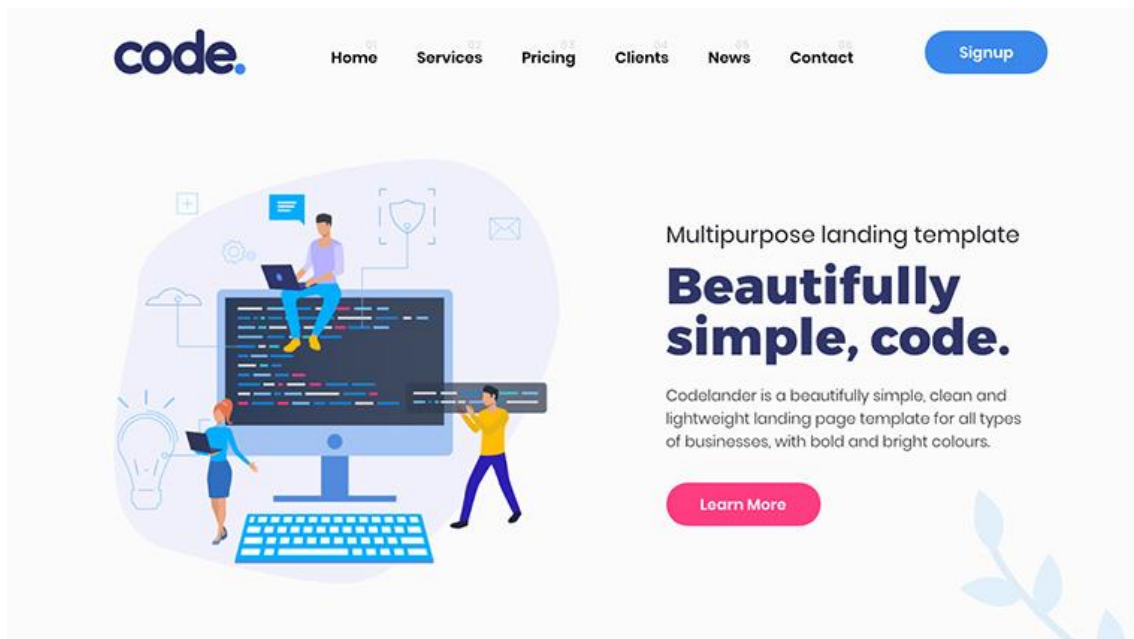 code.
01 02 03 04 05 06
Home Services Pricing Clients News Contact Signup
Multipurpose landing template
Beautifully
simple, code.
Codelander is a beautifully simple, clean and
lightweight landing page template for all types
of businesses, with bold and bright colours.
Learn More